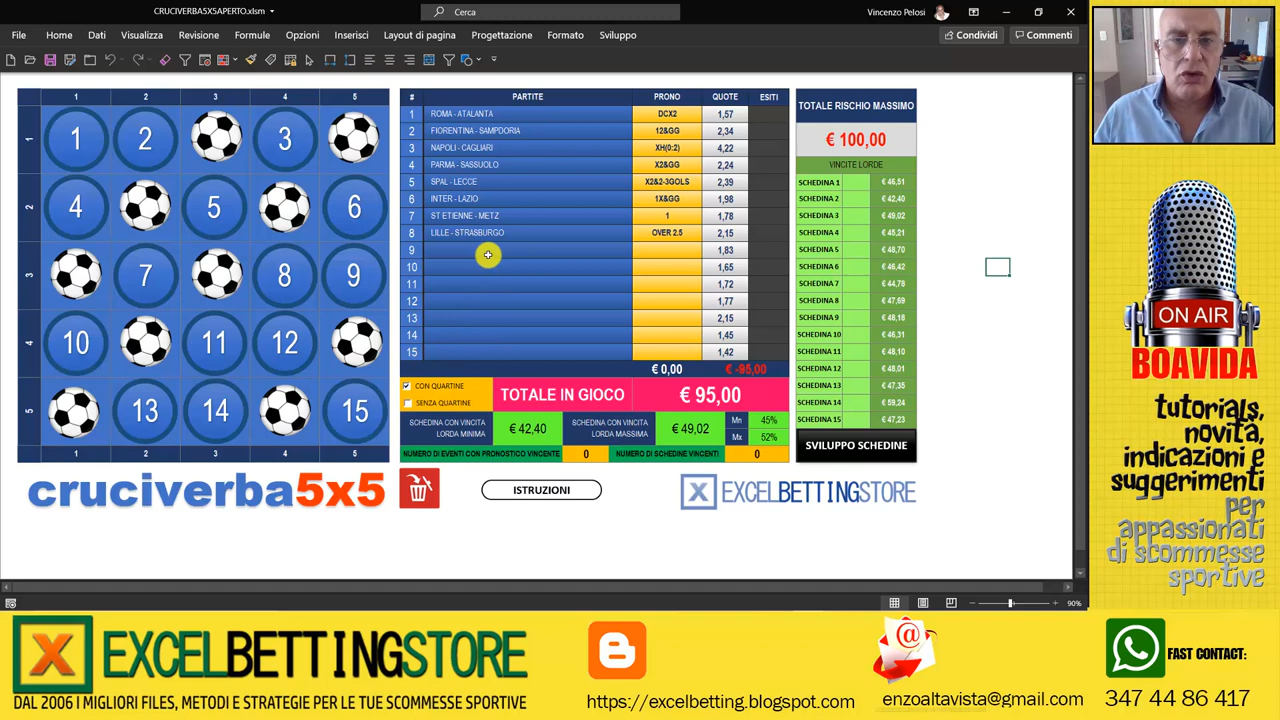 CRUCIVERBA5X5APERTO.xlsm
Cerca
Vincenzo Pelosi
File Home Dati Visualizza Revisione Formule Opzioni Inserisci Layout di pagina Progettazione Formato Sviluppo
Condividi Commenti
1 2 3 4 5
1 1 2 3
2 4 5 6
3 7 8 9
4 10 11 12
5 13 14 15
1 2 3 4 5
# PARTITE PRONO QUOTE ESITI
1 ROMA - ATALANTA DCX2 1,57
2 FIORENTINA - SAMPDORIA 12&GG 2,34
3 NAPOLI - CAGLIARI XH(0:2) 4,22
4 PARMA - SASSUOLO X2&GG 2,24
5 SPAL - LECCE X2&2-3GOLS 2,39
6 INTER - LAZIO 1X&GG 1,98
7 ST ETIENNE - METZ 1 1,78
8 LILLE - STRASBURGO OVER 2.5 2,15
9 1,83
10 1,65
11 1,72
12 1,77
13 2,15
14 1,45
15 1,42
€ 0,00 € -95,00
CON QUARTINE
SENZA QUARTINE
TOTALE IN GIOCO € 95,00
SCHEDINA CON VINCITA
LORDA MINIMA
€ 42,40
SCHEDINA CON VINCITA
LORDA MASSIMA
€ 49,02
Mn 45%
Mx 52%
NUMERO DI EVENTI CON PRONOSTICO VINCENTE 0 NUMERO DI SCHEDINE VINCENTI 0
TOTALE RISCHIO MASSIMO
€ 100,00
VINCITE LORDE
SCHEDINA 1 € 46,51
SCHEDINA 2 € 42,40
SCHEDINA 3 € 49,02
SCHEDINA 4 € 45,21
SCHEDINA 5 € 48,70
SCHEDINA 6 € 46,42
SCHEDINA 7 € 44,78
SCHEDINA 8 € 47,69
SCHEDINA 9 € 48,18
SCHEDINA 10 € 46,31
SCHEDINA 11 € 48,10
SCHEDINA 12 € 48,01
SCHEDINA 13 € 47,35
SCHEDINA 14 € 59,24
SCHEDINA 15 € 47,23
SVILUPPO SCHEDINE
cruciverba5x5
ISTRUZIONI
X EXCELBETTINGSTORE
90%
ON AIR
BOAVIDA
tutorials,
novità,
indicazioni e
suggerimenti
per
appassionati
di scommesse
sportive
X EXCELBETTINGSTORE
DAL 2006 I MIGLIORI FILES, METODI E STRATEGIE PER LE TUE SCOMMESSE SPORTIVE
https://excelbetting.blogspot.com
@
enzoaltavista@gmail.com
FAST CONTACT:
347 44 86 417